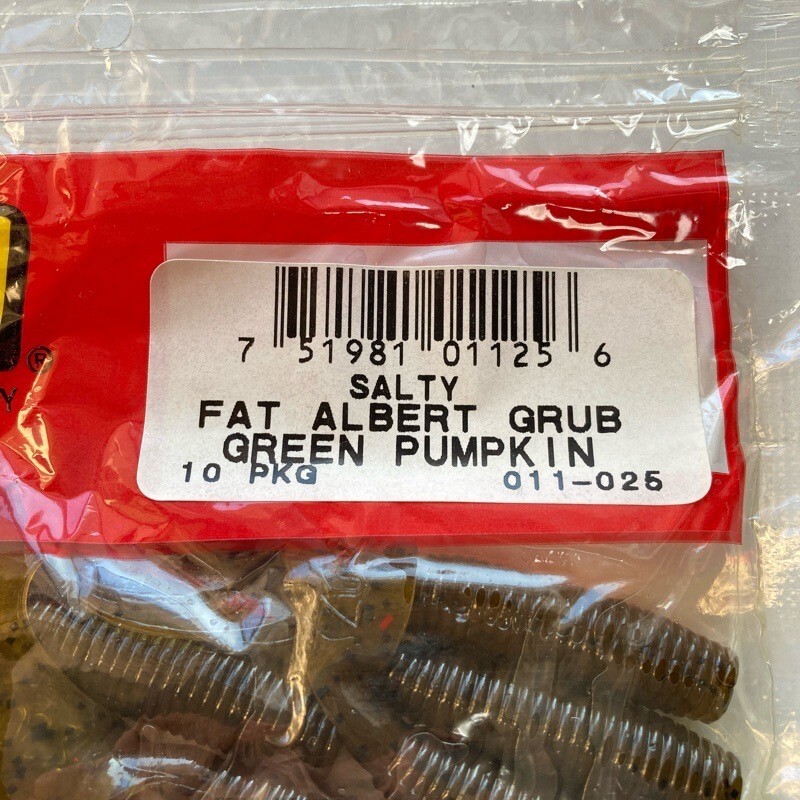 ®
Y
7 51981 01125 6
SALTY
FAT ALBERT GRUB
GREEN PUMPKIN
10 PKG 011-025